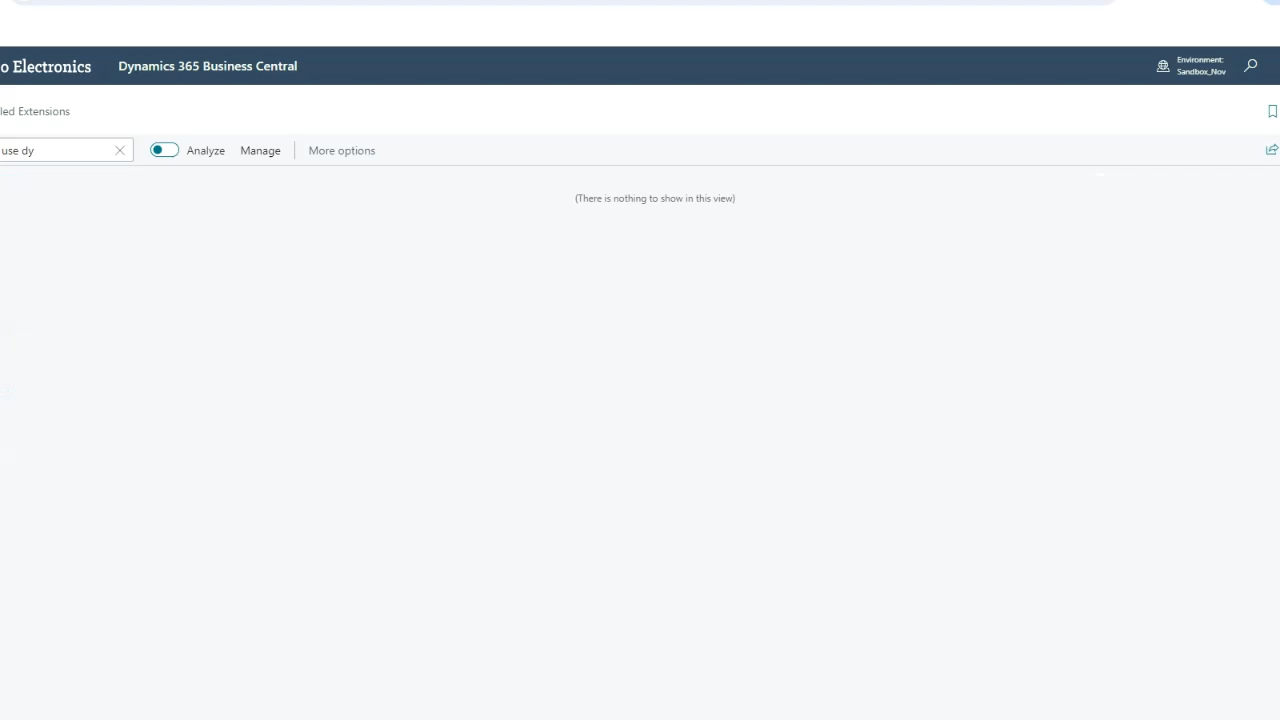 o Electronics Dynamics 365 Business Central
Environment:
Sandbox_Nov
led Extensions
use dy Analyze Manage More options
(There is nothing to show in this view)